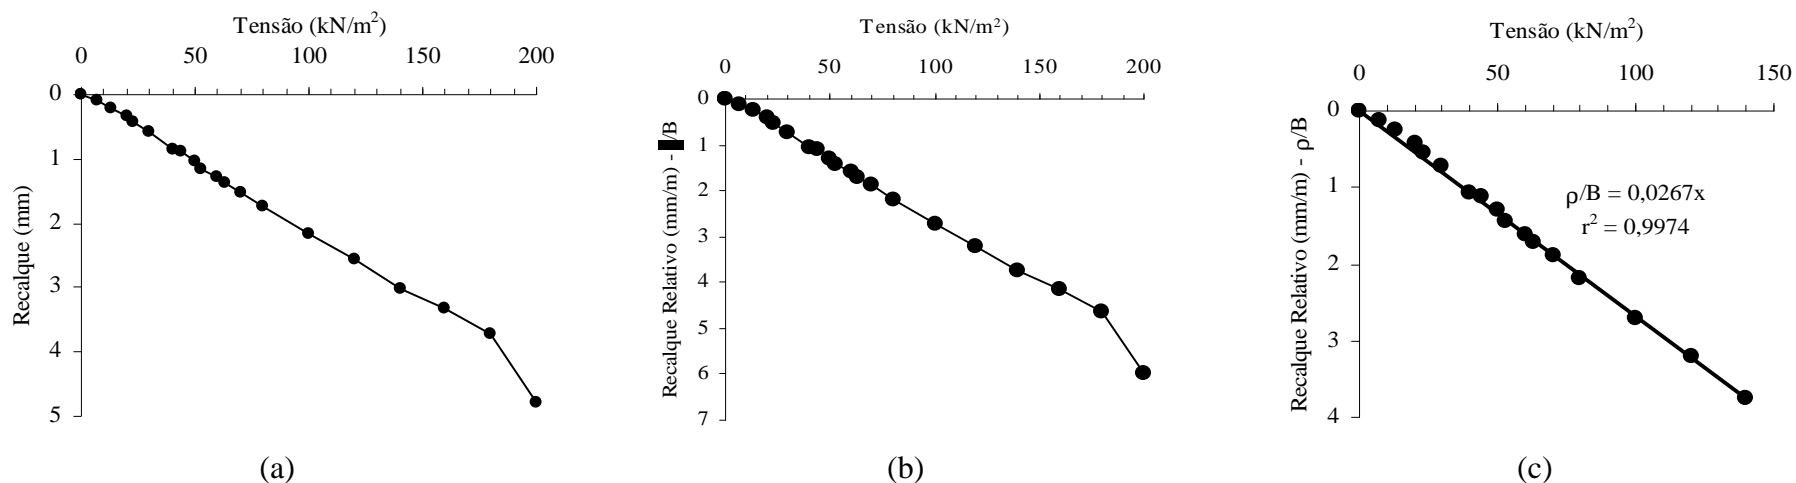 Tensão (kN/m²)
0 50 100 150 200
0
1
2
3
4
5
Recalque (mm)
(a)
Tensão (kN/m²)
0 50 100 150 200
0
1
2
3
4
5
6
7
Recalque Relativo (mm/m) - /B
(b)
Tensão (kN/m²)
0 50 100 150
0
1
2
3
4
Recalque Relativo (mm/m) - ρ/B
ρ/B = 0,0267x
r² = 0,9974
(c)